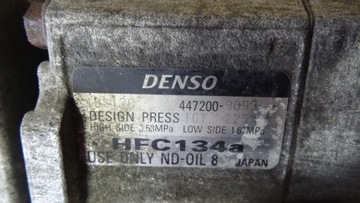 DENSO
447200-
DESIGN PRESS
HIGH SIDE 3.53MPa LOW SIDE 1.67MPa
HFC134a
USE ONLY ND-OIL 8 JAPAN